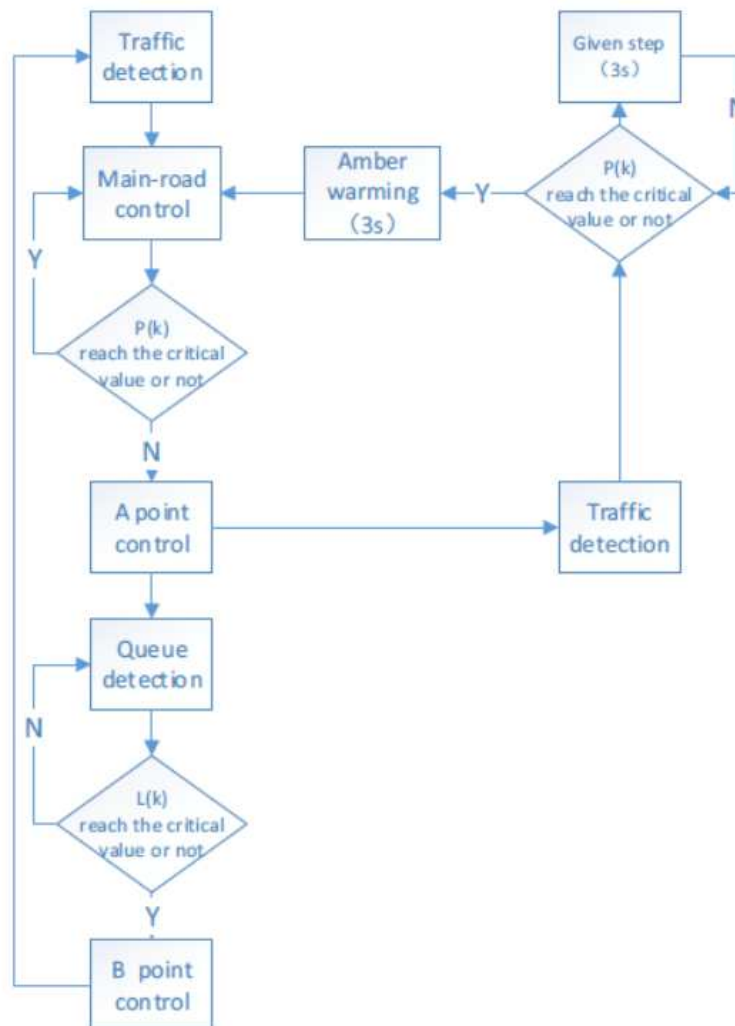 Traffic
detection
Given step
（3s）
N
Main-road
control
Amber
warming
（3s）
Y
P(k)
reach the critical
value or not
Y
P(k)
reach the critical
value or not
N
A point
control
Traffic
detection
Queue
detection
N
L(k)
reach the critical
value or not
Y
B point
control